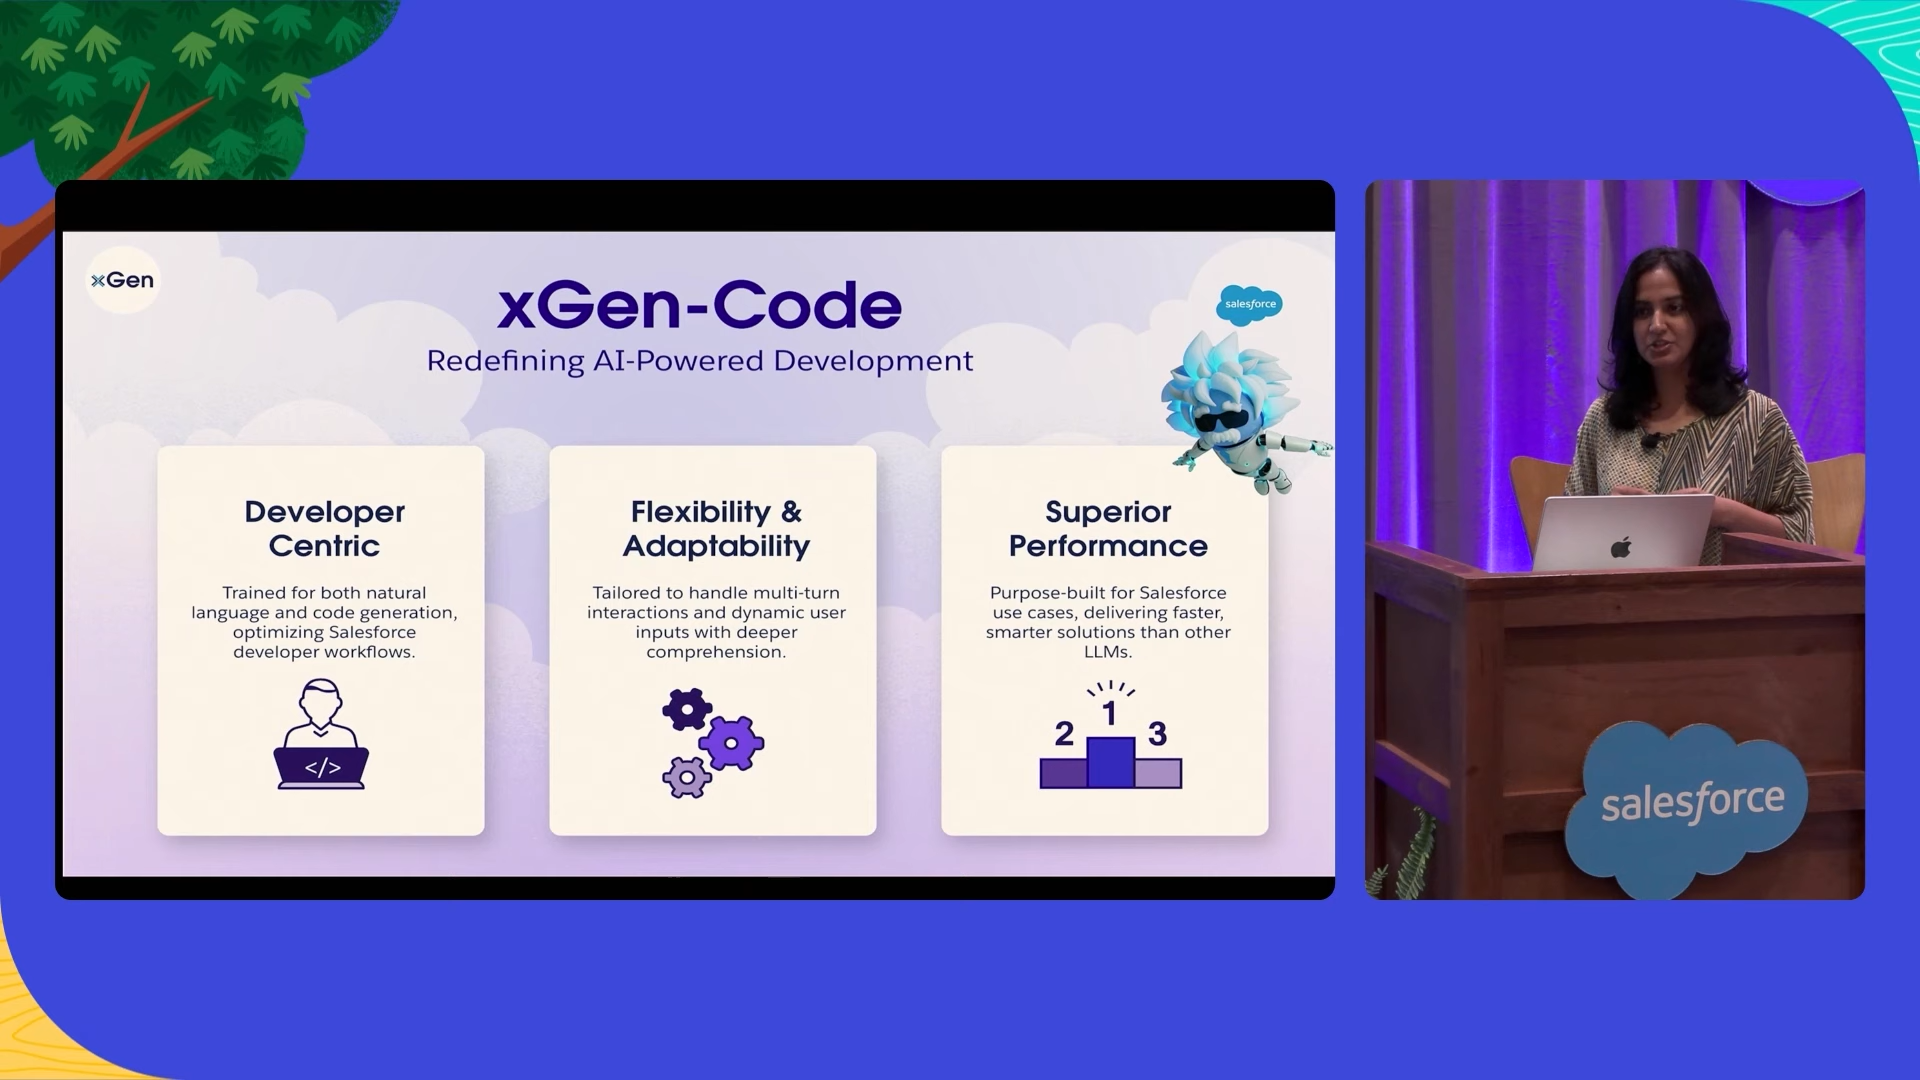 xGen
xGen-Code
salesforce
Redefining AI-Powered Development
Developer
Centric
Trained for both natural
language and code generation,
optimizing Salesforce
developer workflows.
</>
Flexibility &
Adaptability
Tailored to handle multi-turn
interactions and dynamic user
inputs with deeper
comprehension.
Superior
Performance
Purpose-built for Salesforce
use cases, delivering faster,
smarter solutions than other
LLMs.
1
2 3
salesforce